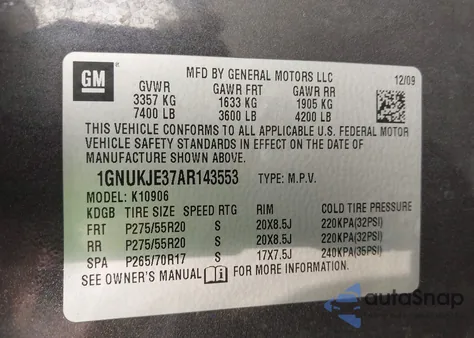 GM
MFD BY GENERAL MOTORS LLC
GVWR GAWR FRT GAWR RR 12/09
3357 KG 1633 KG 1905 KG
7400 LB 3600 LB 4200 LB
THIS VEHICLE CONFORMS TO ALL APPLICABLE U.S. FEDERAL MOTOR
VEHICLE SAFETY STANDARDS IN EFFECT ON THE DATE OF
MANUFACTURE SHOWN ABOVE.
1GNUKJE37AR143553 TYPE: M.P.V.
MODEL: K10906
KDGB TIRE SIZE SPEED RTG RIM COLD TIRE PRESSURE
FRT P275/55R20 S 20X8.5J 220KPA(32PSI)
RR P275/55R20 S 20X8.5J 220KPA(32PSI)
SPA P265/70R17 S 17X7.5J 240KPA(35PSI)
SEE OWNER'S MANUAL FOR MORE INFORMATION
autoSnap